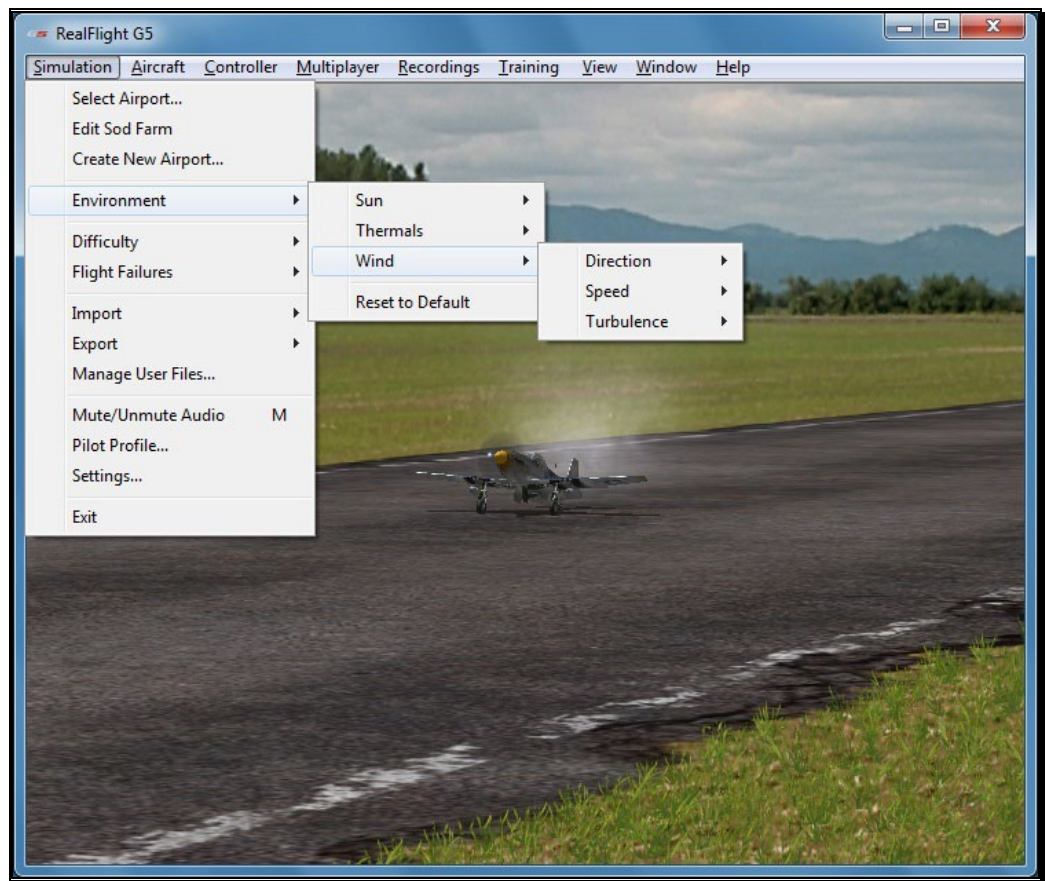 RealFlight G5
Simulation Aircraft Controller Multiplayer Recordings Training View Window Help
Select Airport...
Edit Sod Farm
Create New Airport...
Environment
Difficulty
Flight Failures
Import
Export
Manage User Files...
Mute/Unmute Audio M
Pilot Profile...
Settings...
Exit
Sun
Thermals
Wind
Reset to Default
Direction
Speed
Turbulence